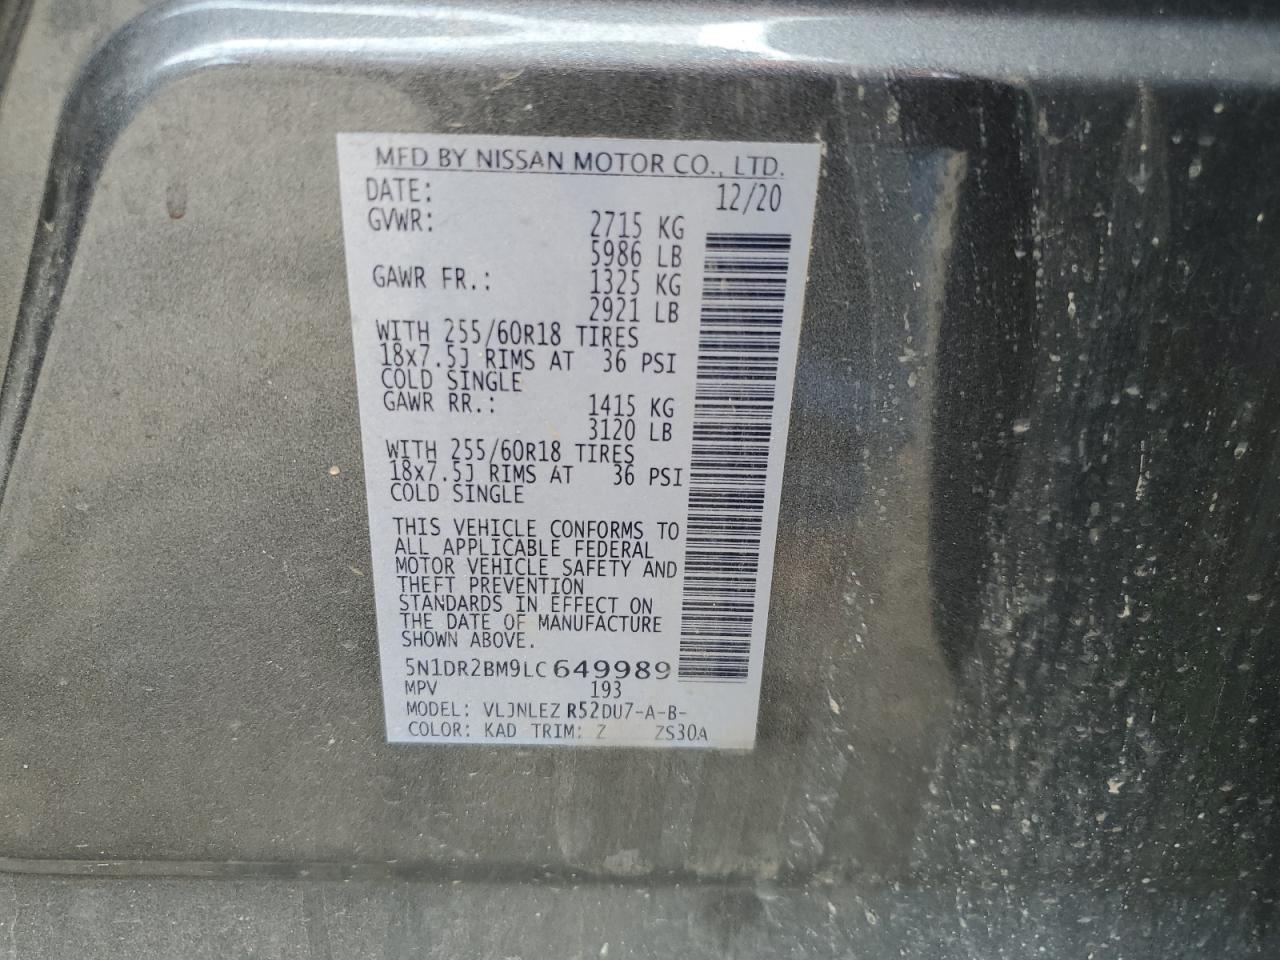 MFD BY NISSAN MOTOR CO., LTD.
DATE: 12/20
GVWR: 2715 KG
5986 LB
GAWR FR.: 1325 KG
2921 LB
WITH 255/60R18 TIRES
18x7.5J RIMS AT 36 PSI
COLD SINGLE
GAWR RR.: 1415 KG
3120 LB
WITH 255/60R18 TIRES
18x7.5J RIMS AT 36 PSI
COLD SINGLE
THIS VEHICLE CONFORMS TO
ALL APPLICABLE FEDERAL
MOTOR VEHICLE SAFETY AND
THEFT PREVENTION
STANDARDS IN EFFECT ON
THE DATE OF MANUFACTURE
SHOWN ABOVE.
5N1DR2BM9LC649989
MPV 193
MODEL: VLJNLEZ R52DU7-A-B-
COLOR: KAD TRIM: Z ZS30A